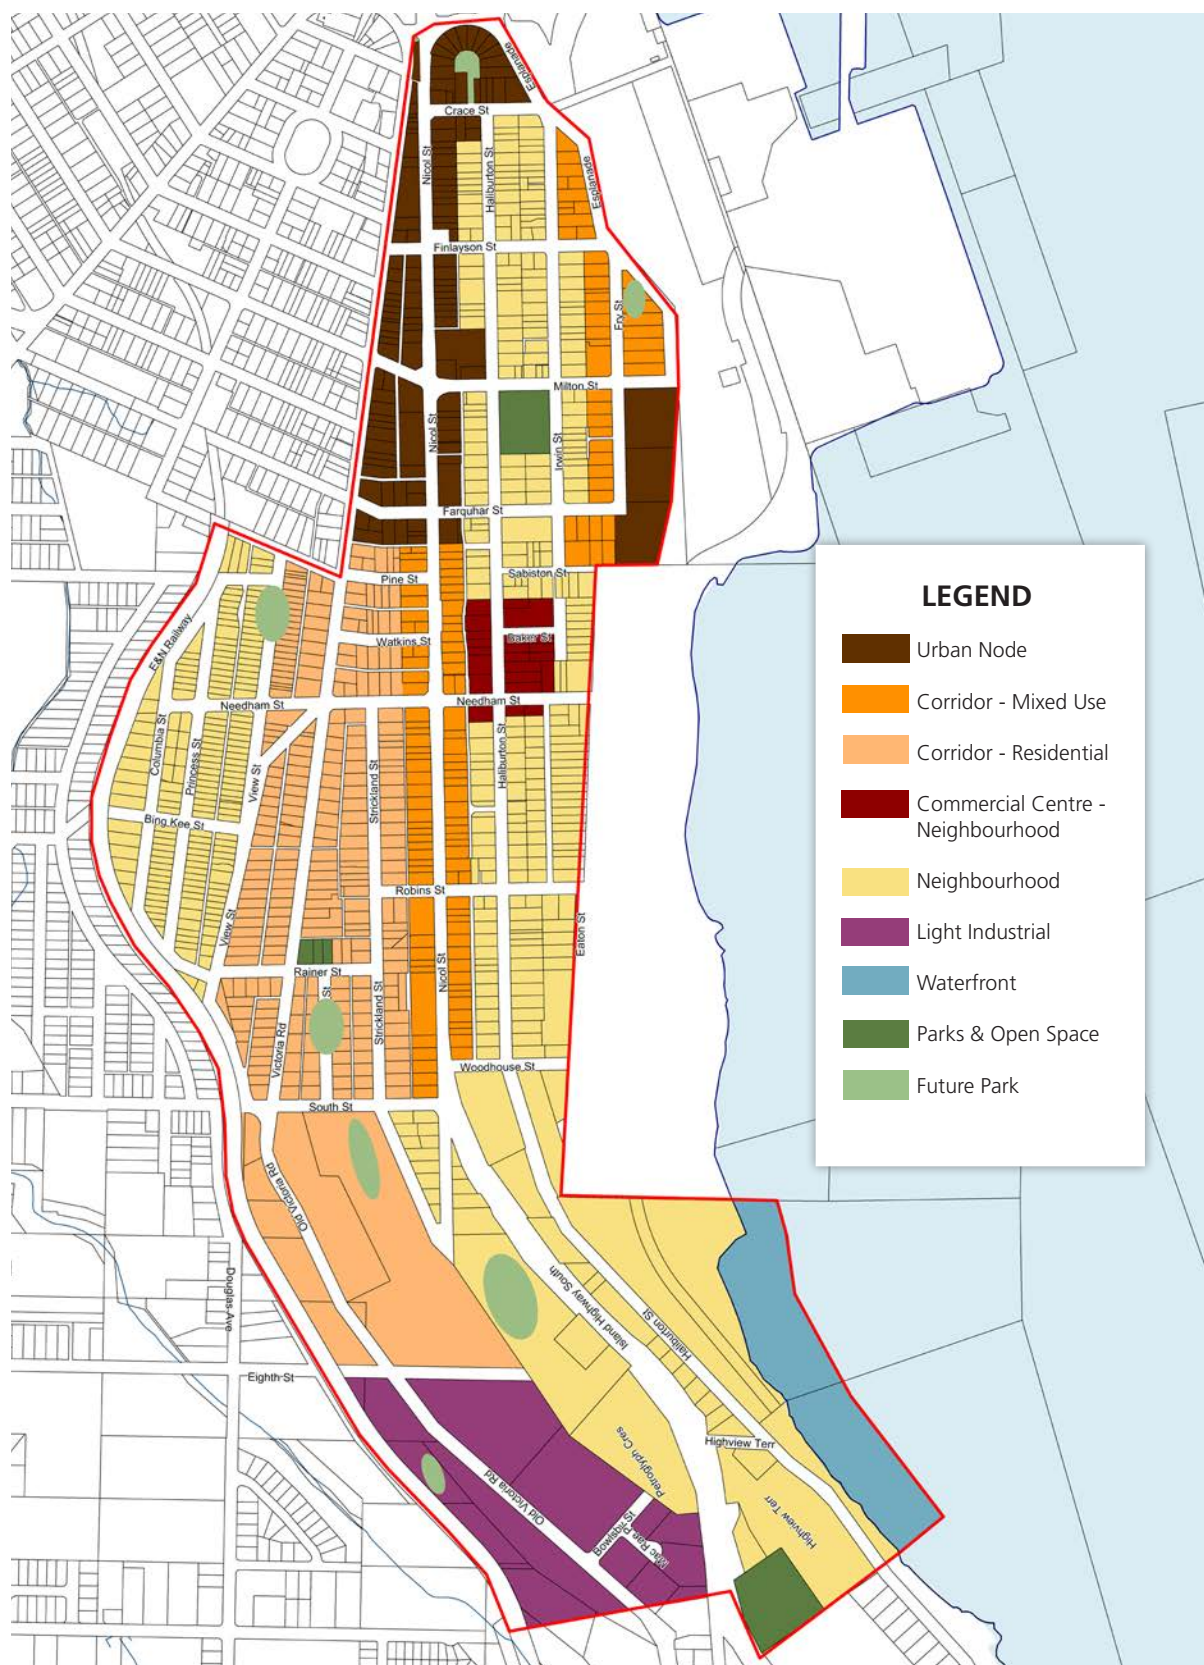 Esplanade
Crace St
Nicol St
Haliburton St
Esplanade
Finlayson St
Fry St
Milton St
Nicol St
Irwin St
Farquhar St
Pine St
Sabiston St
E&N Railway
Watkins St
Baker St
Needham St
Needham St
Columbia St
Princess St
View St
Strickland St
Haliburton St
Bing Kee St
Robins St
View St
Eaton St
Nicol St
Rainer St
St
Strickland St
Victoria Rd
Woodhouse St
South St
Old Victoria Rd
Douglas Ave
Island Highway South
Haliburton St
Eighth St
Petroglyph Cres
Highview Terr
Old Victoria Rd
Highview Terr
Bowlsby St
Mac Rae Pl
LEGEND
Urban Node
Corridor - Mixed Use
Corridor - Residential
Commercial Centre -
Neighbourhood
Neighbourhood
Light Industrial
Waterfront
Parks & Open Space
Future Park